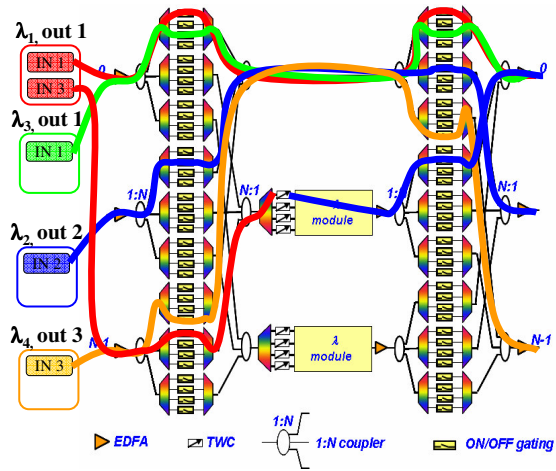 λ1, out 1
IN 1
IN 3
λ3, out 1
IN 1
λ2, out 2
IN 2
λ4, out 3
IN 3
0
1:N
N-1
N:1
module
λ
module
1:N
0
N:1
N-1
EDFA
TWC
1:N
1:N coupler
ON/OFF gating